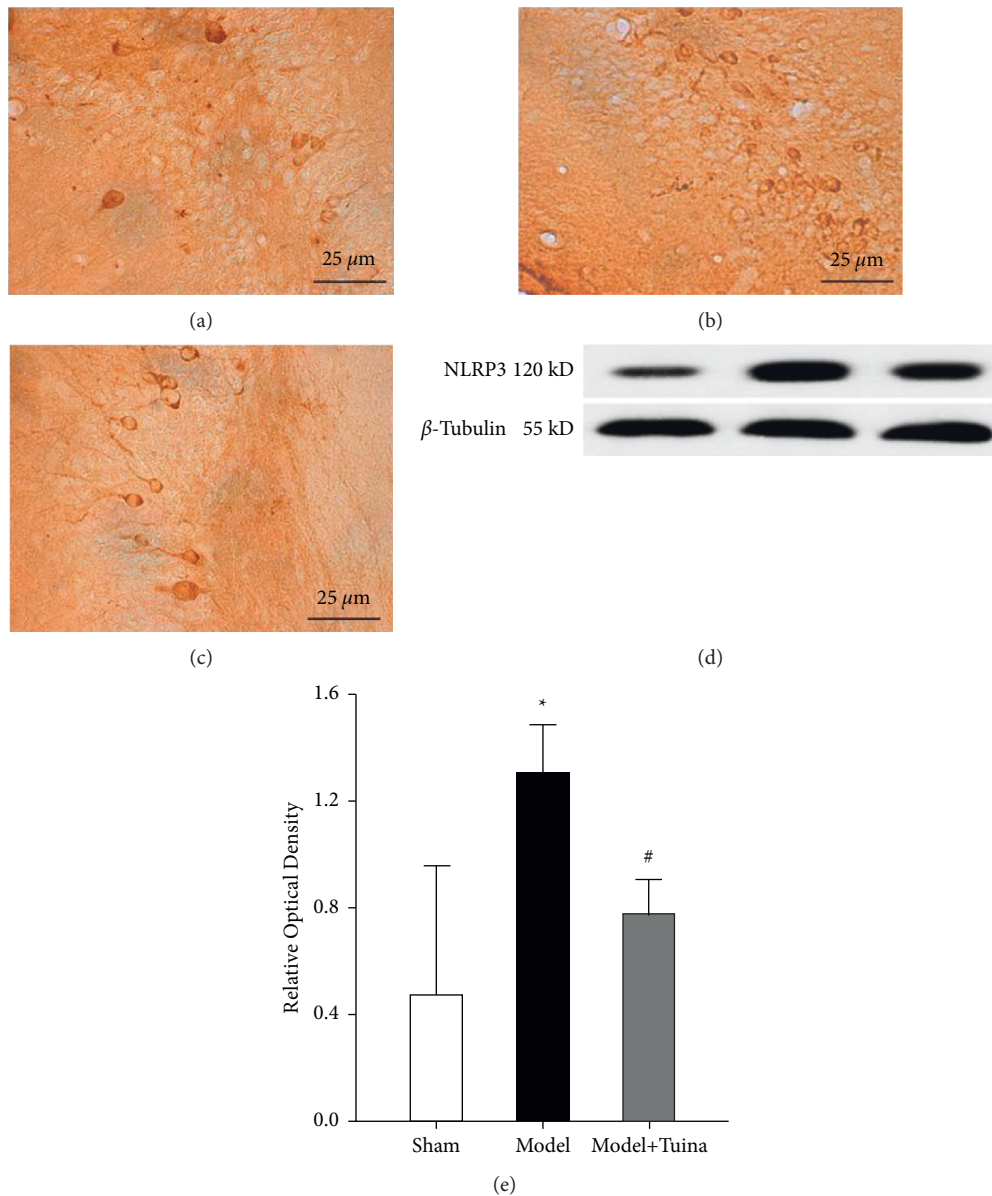 25 μm
25 μm
(a)
(b)
NLRP3 120 kD
β-Tubulin 55 kD
25 μm
(c)
(d)
1.6
*
1.2
#
0.8
0.4
0.0
Relative Optical Density
Sham Model Model+Tuina
(e)